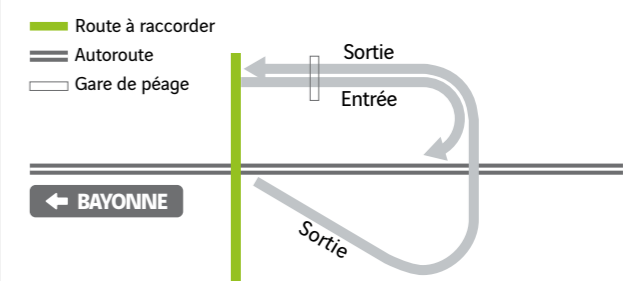 Route à raccorder
Autoroute
Gare de péage
Sortie
Entrée
BAYONNE
Sortie